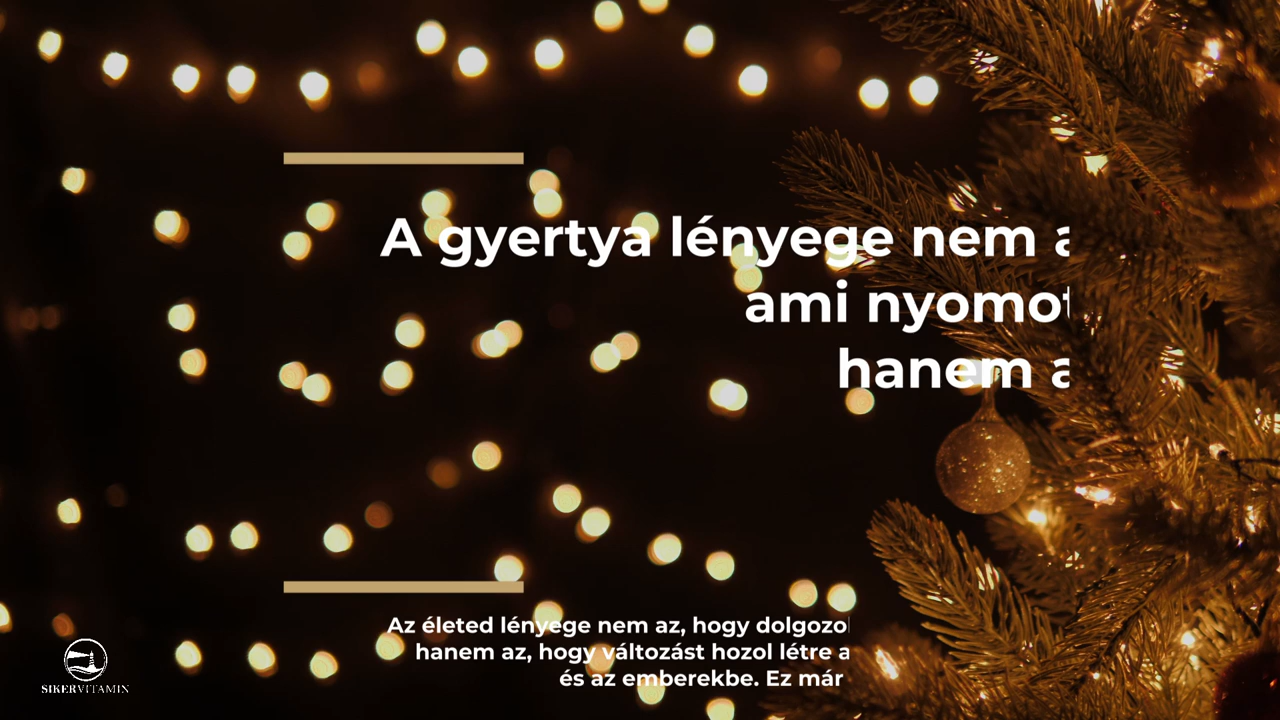 A gyertya lényege nem a
ami nyomot
hanem a
Az életed lényege nem az, hogy dolgozo
hanem az, hogy változást hozol létre a
és az emberekbe. Ez már
SIKERVITAMIN